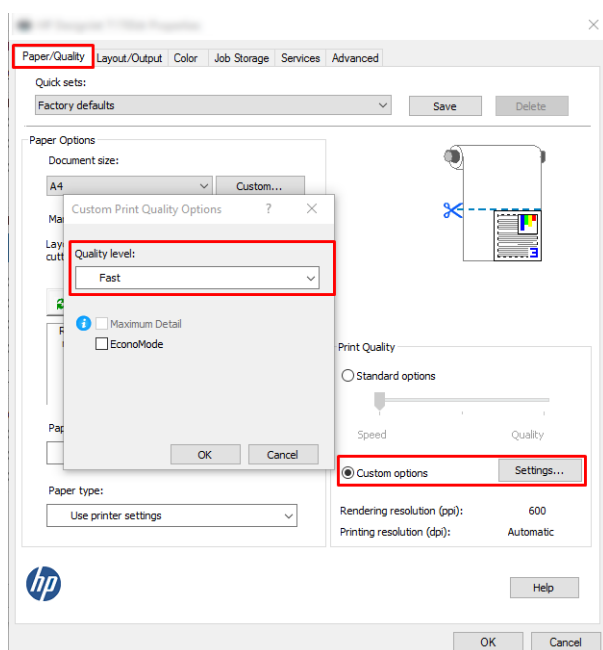 Paper/Quality Layout/Output Color Job Storage Services Advanced
Quick sets:
Factory defaults Save Delete
Paper Options
Document size:
A4 Custom...
Custom Print Quality Options ? ×
Quality level:
Fast
i Maximum Detail
EconoMode
OK Cancel
Paper type:
Use printer settings
3
Print Quality
Standard options
Speed Quality
Custom options Settings...
Rendering resolution (ppi): 600
Printing resolution (dpi): Automatic
hp
Help
OK Cancel